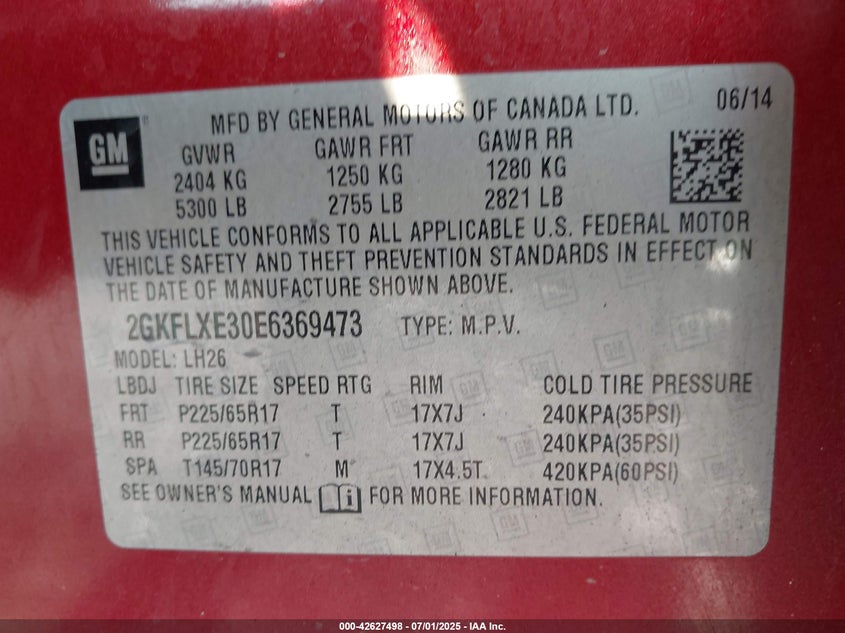 GM
MFD BY GENERAL MOTORS OF CANADA LTD. 06/14
GVWR GAWR FRT GAWR RR
2404 KG 1250 KG 1280 KG
5300 LB 2755 LB 2821 LB
THIS VEHICLE CONFORMS TO ALL APPLICABLE U.S. FEDERAL MOTOR
VEHICLE SAFETY AND THEFT PREVENTION STANDARDS IN EFFECT ON
THE DATE OF MANUFACTURE SHOWN ABOVE.
2GKFLXE30E6369473 TYPE: M.P.V.
MODEL: LH26
LBDJ TIRE SIZE SPEED RTG RIM COLD TIRE PRESSURE
FRT P225/65R17 T 17X7J 240KPA(35PSI)
RR P225/65R17 T 17X7J 240KPA(35PSI)
SPA T145/70R17 M 17X4.5T 420KPA(60PSI)
SEE OWNER'S MANUAL i FOR MORE INFORMATION.
000-42627498 - 07/01/2025 - IAA Inc.